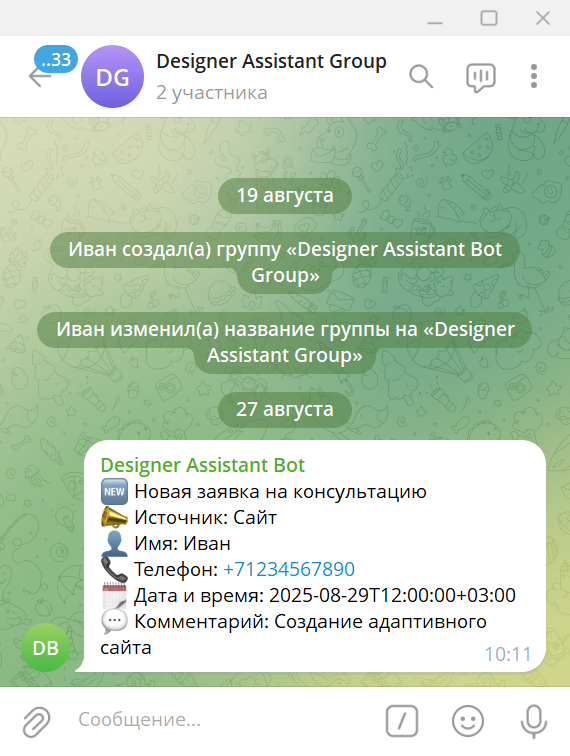 ..33
DG
Designer Assistant Group
2 участника
19 августа
Иван создал(а) группу «Designer Assistant Bot
Group»
Иван изменил(а) название группы на «Designer
Assistant Group»
27 августа
Designer Assistant Bot
NEW Новая заявка на консультацию
Источник: Сайт
Имя: Иван
Телефон: +71234567890
Дата и время: 2025-08-29T12:00:00+03:00
Комментарий: Создание адаптивного
сайта
10:11
DB
Сообщение...